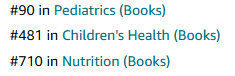 #90 in Pediatrics (Books)
#481 in Children's Health (Books)
#710 in Nutrition (Books)